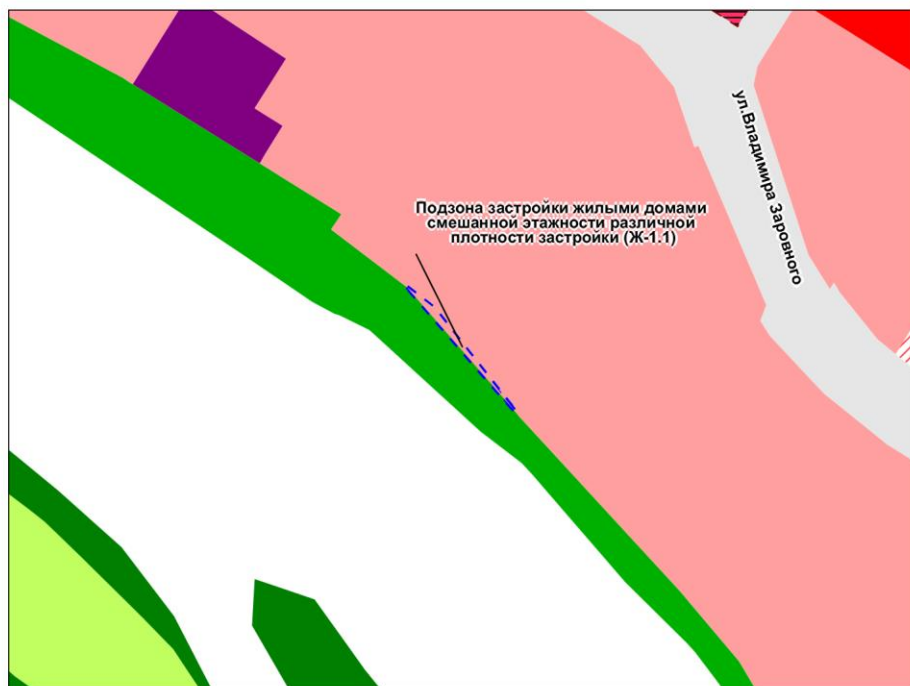 Подзона застройки жилыми домами
смешанной этажности различной
плотности застройки (Ж-1.1)
ул.Владимира Заровного